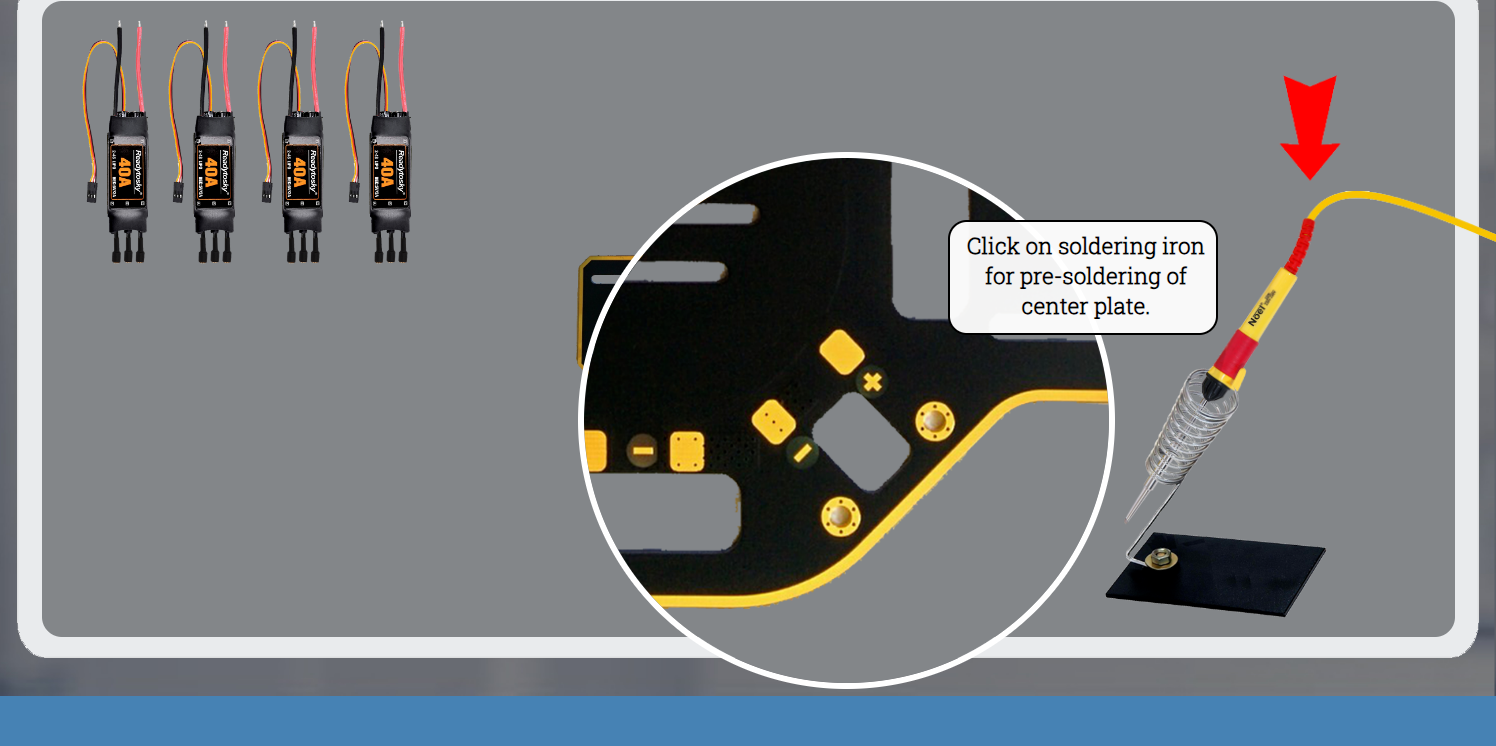 Readytosky
40A
Readytosky
40A
Readytosky
40A
Readytosky
40A
Click on soldering iron
for pre-soldering of
center plate.
Noel